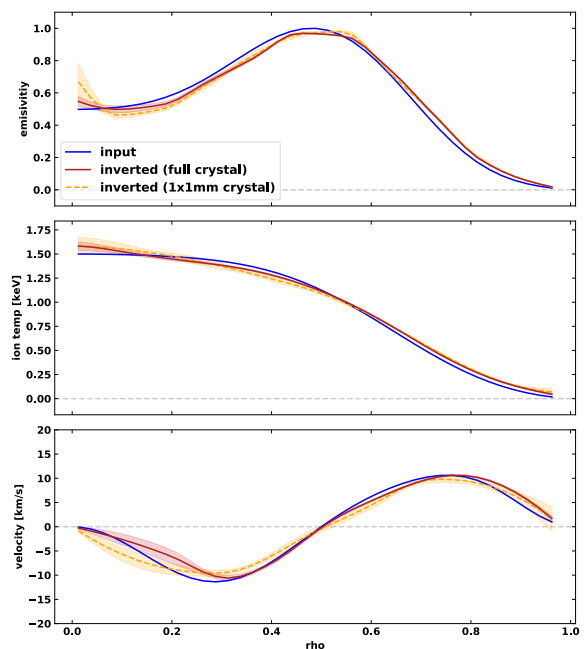 1.0
0.8
0.6
0.4
0.2
0.0
emisivitiy
input
inverted (full crystal)
inverted (1x1mm crystal)
1.75
1.50
1.25
1.00
0.75
0.50
0.25
0.00
ion temp [keV]
20
15
10
5
0
−5
−10
−15
−20
velocity [km/s]
0.0 0.2 0.4 0.6 0.8 1.0
rho